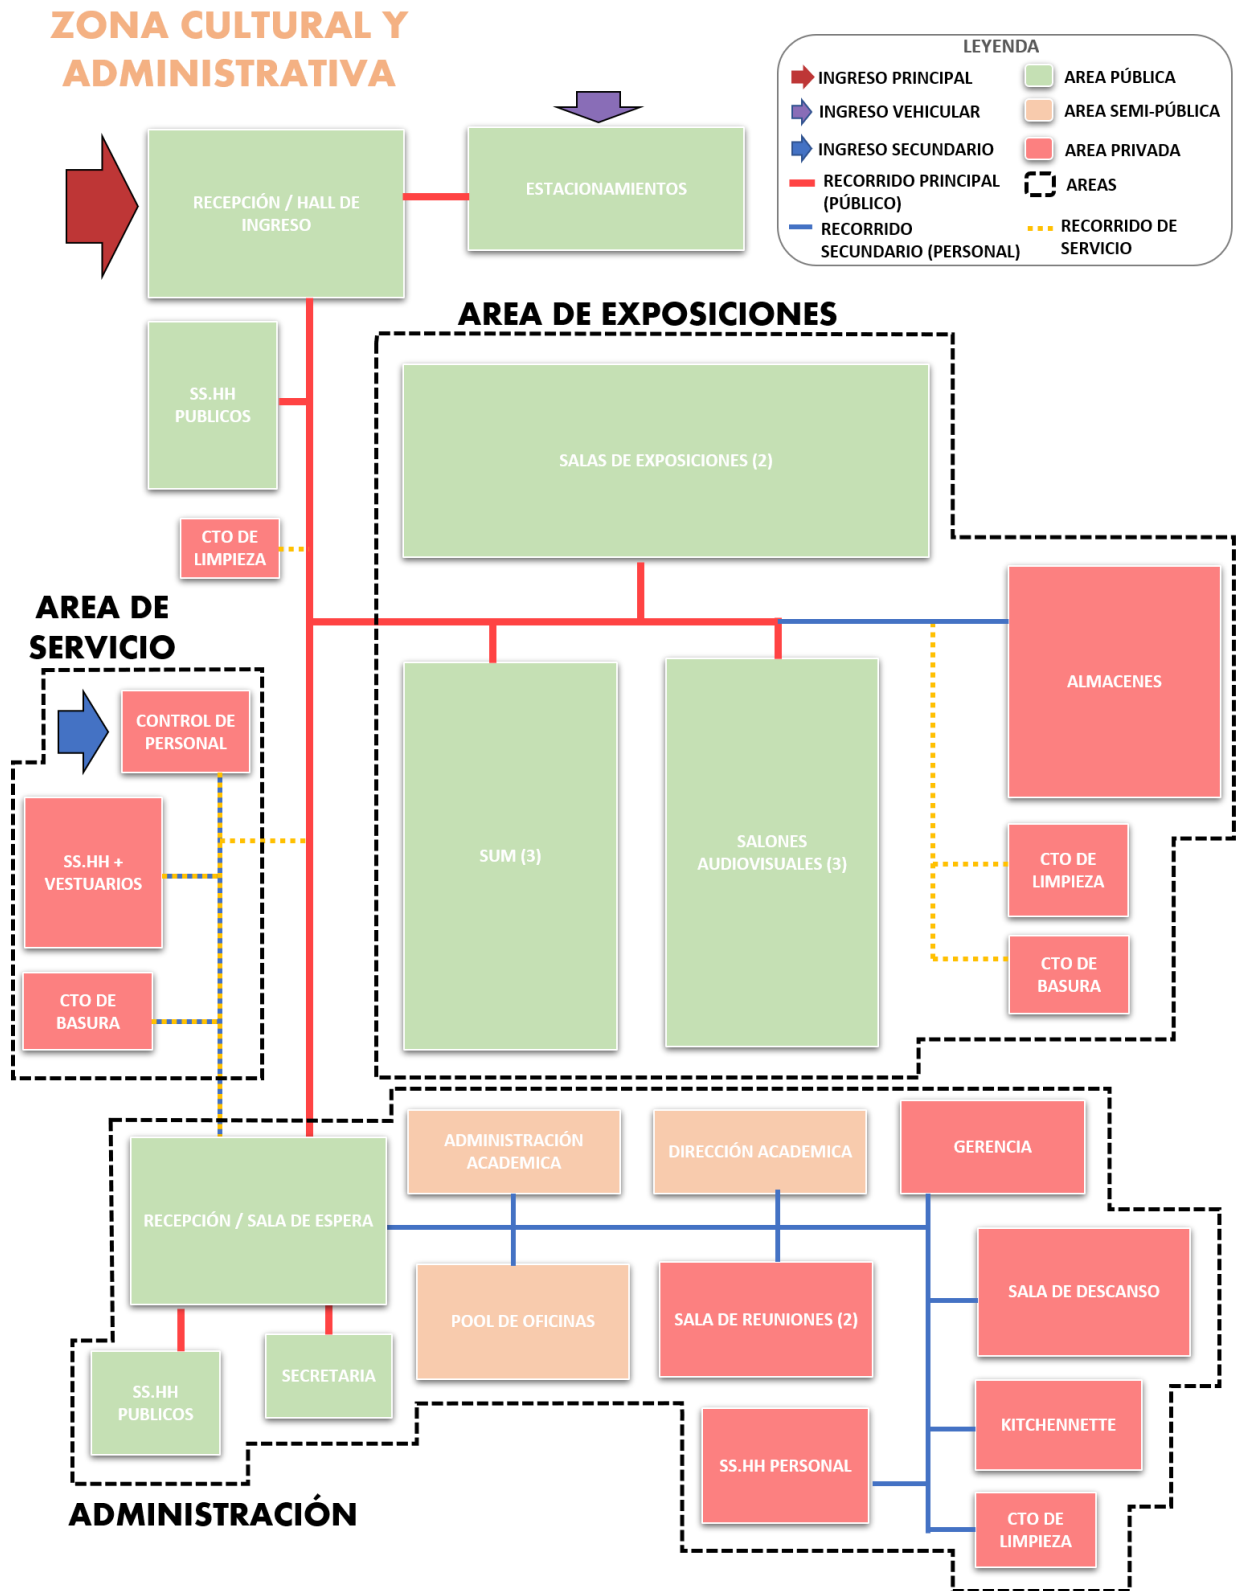 ZONA CULTURAL Y
ADMINISTRATIVA
LEYENDA
INGRESO PRINCIPAL
AREA PÚBLICA
INGRESO VEHICULAR
AREA SEMI-PÚBLICA
INGRESO SECUNDARIO
AREA PRIVADA
RECORRIDO PRINCIPAL
(PÚBLICO)
AREAS
RECORRIDO
SECUNDARIO (PERSONAL)
RECORRIDO DE
SERVICIO
RECEPCIÓN / HALL DE
INGRESO
ESTACIONAMIENTOS
AREA DE EXPOSICIONES
SS.HH
PUBLICOS
SALAS DE EXPOSICIONES (2)
CTO DE
LIMPIEZA
AREA DE
SERVICIO
CONTROL DE
PERSONAL
ALMACENES
SS.HH +
VESTUARIOS
SUM (3)
SALONES
AUDIOVISUALES (3)
CTO DE
LIMPIEZA
CTO DE
BASURA
CTO DE
BASURA
ADMINISTRACIÓN
ACADEMICA
DIRECCIÓN ACADEMICA
GERENCIA
RECEPCIÓN / SALA DE ESPERA
POOL DE OFICINAS
SALA DE REUNIONES (2)
SALA DE DESCANSO
SS.HH
PUBLICOS
SECRETARIA
KITCHENNETTE
SS.HH PERSONAL
CTO DE
LIMPIEZA
ADMINISTRACIÓN